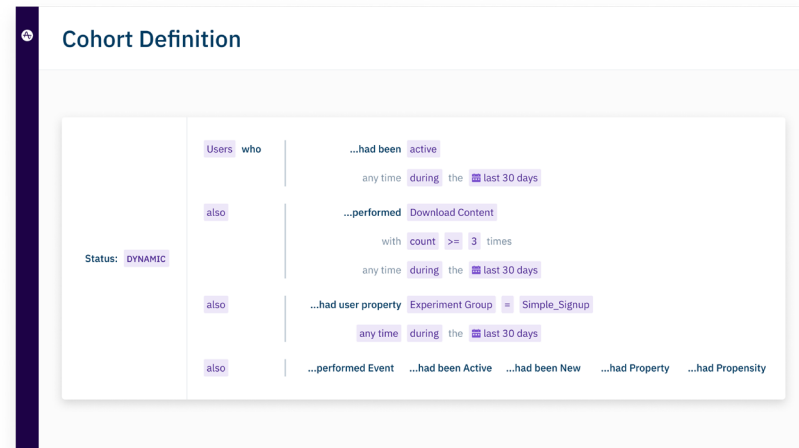 Cohort Definition
Users who ...had been active
any time during the last 30 days
also ...performed Download Content
with count >= 3 times
any time during the last 30 days
Status: DYNAMIC
also ...had user property Experiment Group = Simple_Signup
any time during the last 30 days
also ...performed Event ...had been Active ...had been New ...had Property ...had Propensity